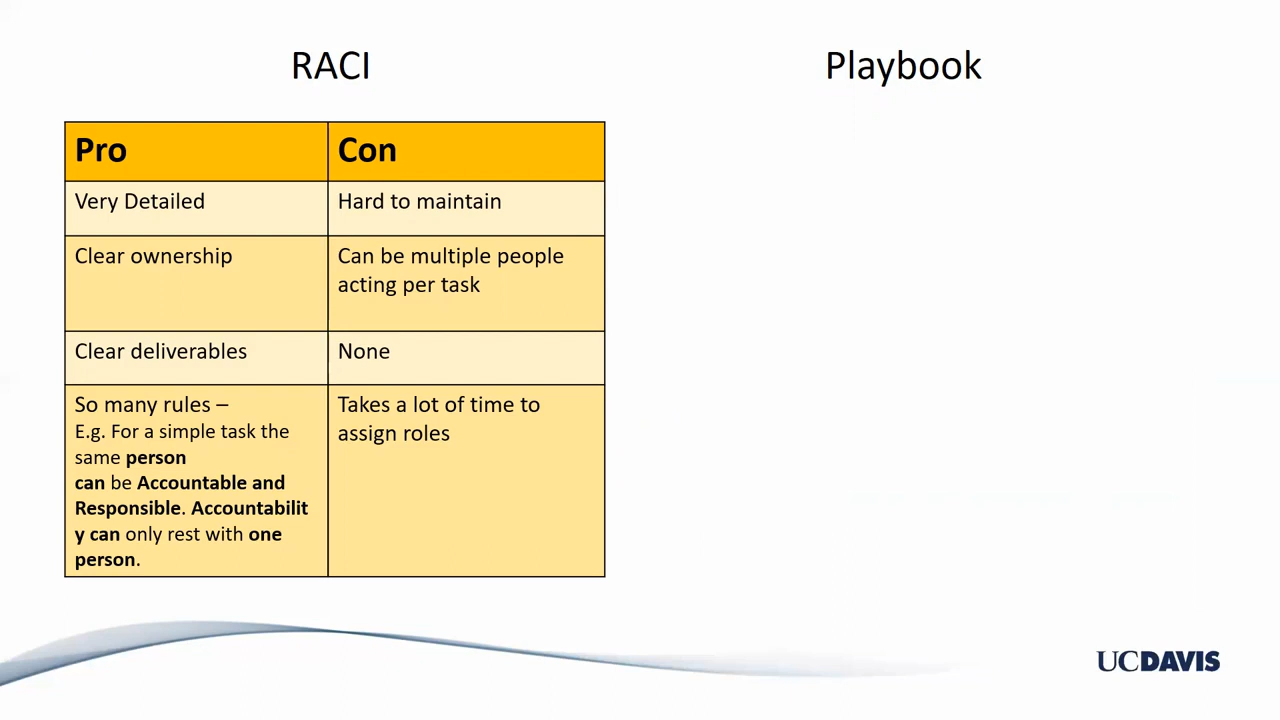 RACI
Playbook
Pro
Con
Very Detailed
Hard to maintain
Clear ownership
Can be multiple people
acting per task
Clear deliverables
None
So many rules –
E.g. For a simple task the
same person
can be Accountable and
Responsible. Accountabilit
y can only rest with one
person.
Takes a lot of time to
assign roles
UCDAVIS